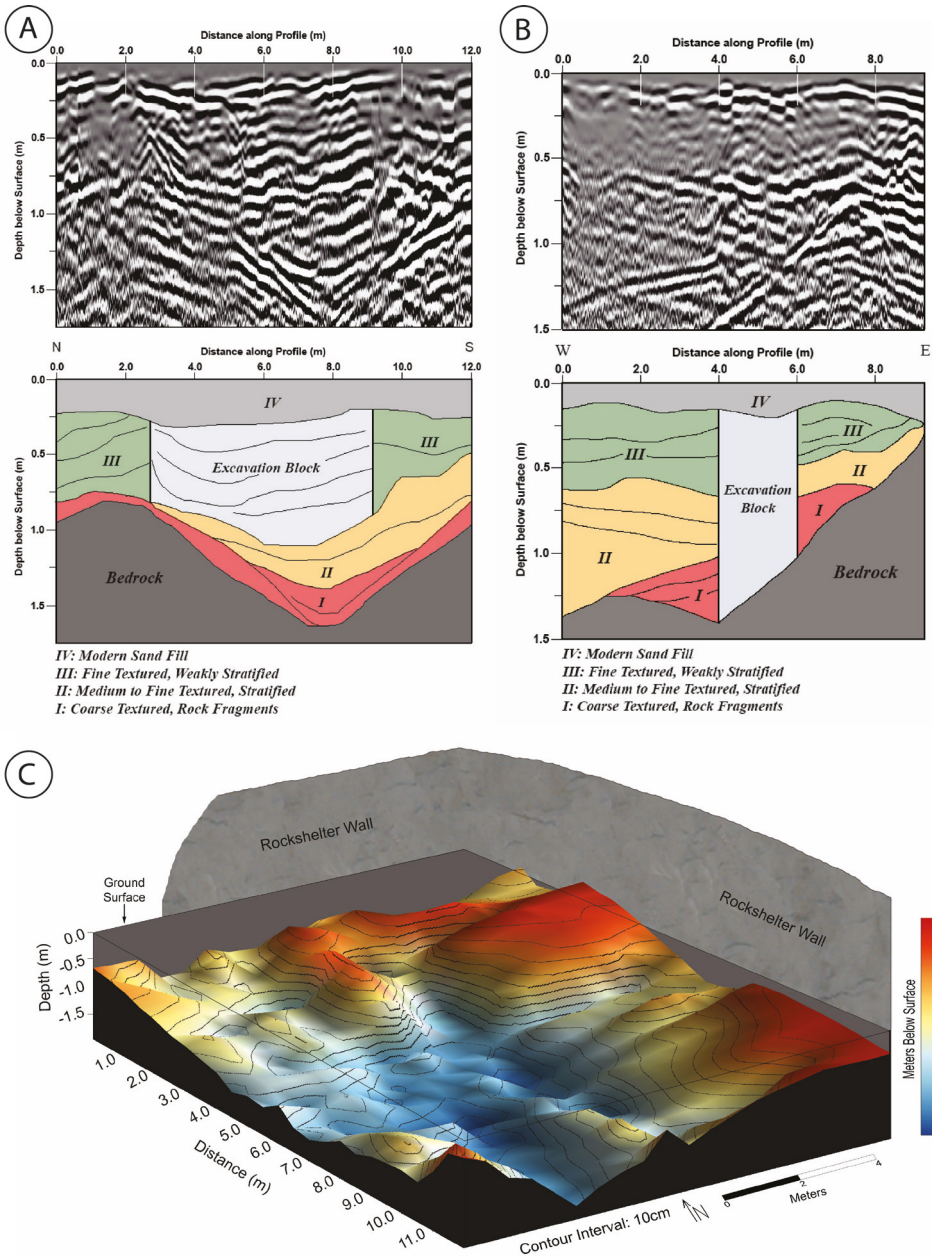 A
Distance along Profile (m)
0.0 2.0 4.0 6.0 8.0 10.0 12.0
Depth below Surface (m)
0.0
0.5
1.0
1.5
N
Distance along Profile (m)
S
0.0 2.0 4.0 6.0 8.0 10.0 12.0
Depth below Surface (m)
0.0
0.5
1.0
1.5
IV
III
Excavation Block
III
II
I
Bedrock
IV: Modern Sand Fill
III: Fine Textured, Weakly Stratified
II: Medium to Fine Textured, Stratified
I: Coarse Textured, Rock Fragments
B
Distance along Profile (m)
0.0 2.0 4.0 6.0 8.0
Depth below Surface (m)
0.0
0.5
1.0
1.5
W
Distance along Profile (m)
E
0.0 2.0 4.0 6.0 8.0
Depth below Surface (m)
0.0
0.5
1.0
1.5
IV
III
III
II
Excavation
Block
I
II
I
Bedrock
IV: Modern Sand Fill
III: Fine Textured, Weakly Stratified
II: Medium to Fine Textured, Stratified
I: Coarse Textured, Rock Fragments
C
Rockshelter Wall
Rockshelter Wall
Ground
Surface
Depth (m)
0.0
-0.5
-1.0
-1.5
1.0
2.0
3.0
4.0
5.0
6.0
7.0
8.0
9.0
10.0
11.0
Distance (m)
Meters Below Surface
Contour Interval: 10cm
N
0 2 4
Meters